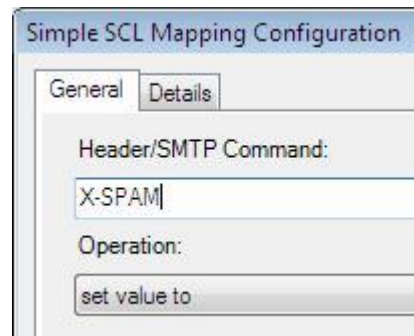 Simple SCL Mapping Configuration
General Details
Header/SMTP Command:
X-SPAM
Operation:
set value to